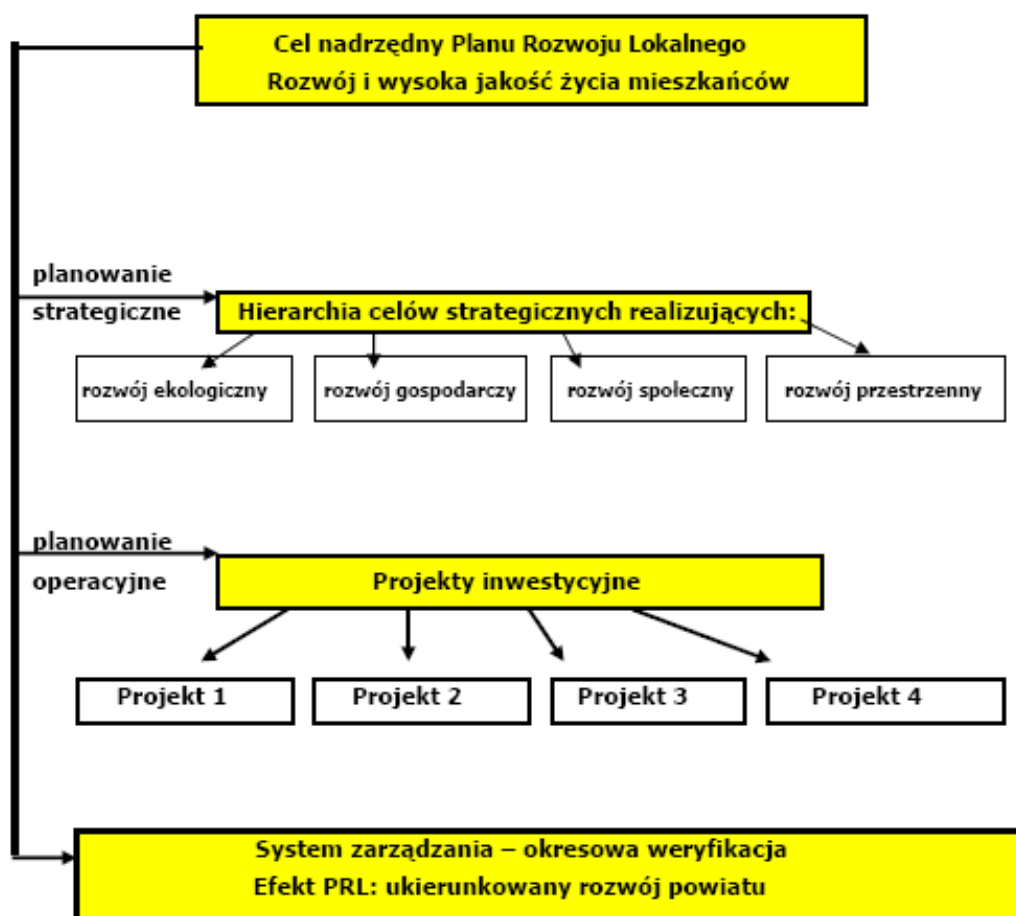 Cel nadrzędny Planu Rozwoju Lokalnego
Rozwój i wysoka jakość życia mieszkańców
planowanie
strategiczne
Hierarchia celów strategicznych realizujących:
rozwój ekologiczny
rozwój gospodarczy
rozwój społeczny
rozwój przestrzenny
planowanie
operacyjne
Projekty inwestycyjne
Projekt 1
Projekt 2
Projekt 3
Projekt 4
System zarządzania – okresowa weryfikacja
Efekt PRL: ukierunkowany rozwój powiatu